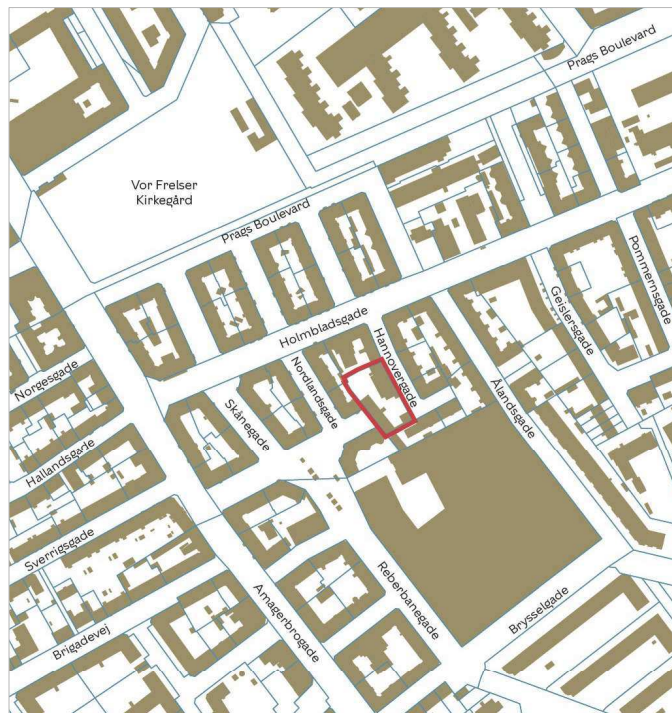 Prags Boulevard
Vor Frelser
Kirkegård
Prags Boulevard
Pommernsgade
Geislersgade
Holmbladsgade
Hannovergade
Nordlandsgade
Ålandsgade
Norgesgade
Skånegade
Hallandsgade
Sverrigsgade
Reberbanegade
Amagerbrogade
Brysselgade
Brigadevej